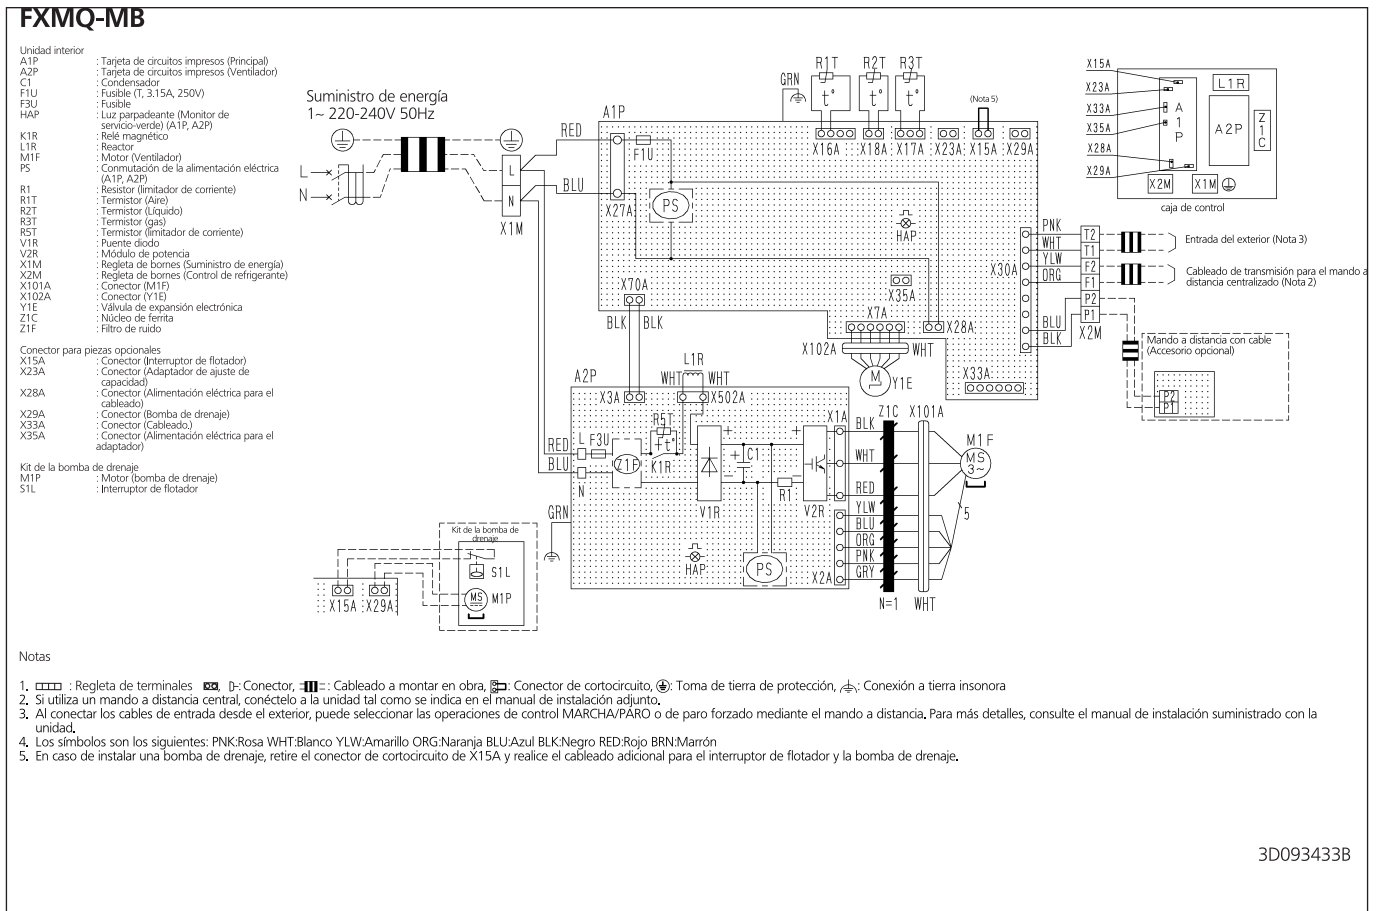 FXMQ-MB
Unidad interior
A1P : Tarjeta de circuitos impresos (Principal)
A2P : Tarjeta de circuitos impresos (Ventilador)
C1 : Condensador
F1U : Fusible (T, 3.15A, 250V)
F3U : Fusible
HAP : Luz parpadeante (Monitor de
servicio-verde) (A1P, A2P)
K1R : Relé magnético
L1R : Reactor
M1F : Motor (Ventilador)
PS : Conmutación de la alimentación eléctrica
(A1P, A2P)
R1 : Resistor (limitador de corriente)
R1T : Termistor (Aire)
R2T : Termistor (Líquido)
R3T : Termistor (gas)
R5T : Termistor (limitador de corriente)
V1R : Puente diodo
V2R : Módulo de potencia
X1M : Regleta de bornes (Suministro de energía)
X2M : Regleta de bornes (Control de refrigerante)
X101A : Conector (M1F)
X102A : Conector (Y1E)
Y1E : Válvula de expansión electrónica
Z1C : Núcleo de ferrita
Z1F : Filtro de ruido
Conector para piezas opcionales
X15A : Conector (Interruptor de flotador)
X23A : Conector (Adaptador de ajuste de
capacidad)
X28A : Conector (Alimentación eléctrica para el
cableado)
X29A : Conector (Bomba de drenaje)
X33A : Conector (Cableado.)
X35A : Conector (Alimentación eléctrica para el
adaptador)
Kit de la bomba de drenaje
M1P : Motor (bomba de drenaje)
S1L : Interruptor de flotador
Suministro de energía
1~ 220-240V 50Hz
L
N
L
N
X1M
RED
BLU
A1P
F1U
X27A
PS
GRN
R1T R2T R3T
t° t° t°
(Nota 5)
X16A X18A X17A X23A X15A X29A
HAP
X30A
X35A
X70A
BLK BLK
X7A
X28A
X102A WHT
M
Y1E
X33A
PNK
WHT
YLW
ORG
BLU
BLK
T2
T1
F2
F1
P2
P1
X2M
Entrada del exterior (Nota 3)
Cableado de transmisión para el mando a
distancia centralizado (Nota 2)
Mando a distancia con cable
(Accesorio opcional)
P2
P1
X15A
X23A
X33A
X35A
X28A
X29A
A
1
P
L1R
A2P
Z
1
C
X2M X1M
caja de control
L1R
WHT WHT
A2P
X3A X502A
R5T
t°
RED
BLU
L F3U
N
Z1F
K1R
V1R
+
+
C1
-
R1
+
-
V2R
GRN
HAP
PS
X1A
X2A
BLK
WHT
RED
YLW
BLU
ORG
PNK
GRY
Z1C X101A
N=1 WHT
M1F
MS
3~
5
Kit de la bomba de
drenaje
S1L
MS
M1P
X15A X29A
Notas
1. : Regleta de terminales , : Conector, : Cableado a montar en obra, : Conector de cortocircuito, : Toma de tierra de protección, : Conexión a tierra insonora
2. Si utiliza un mando a distancia central, conéctelo a la unidad tal como se indica en el manual de instalación adjunto.
3. Al conectar los cables de entrada desde el exterior, puede seleccionar las operaciones de control MARCHA/PARO o de paro forzado mediante el mando a distancia. Para más detalles, consulte el manual de instalación suministrado con la
unidad.
4. Los símbolos son los siguientes: PNK:Rosa WHT:Blanco YLW:Amarillo ORG:Naranja BLU:Azul BLK:Negro RED:Rojo BRN:Marrón
5. En caso de instalar una bomba de drenaje, retire el conector de cortocircuito de X15A y realice el cableado adicional para el interruptor de flotador y la bomba de drenaje.
3D093433B